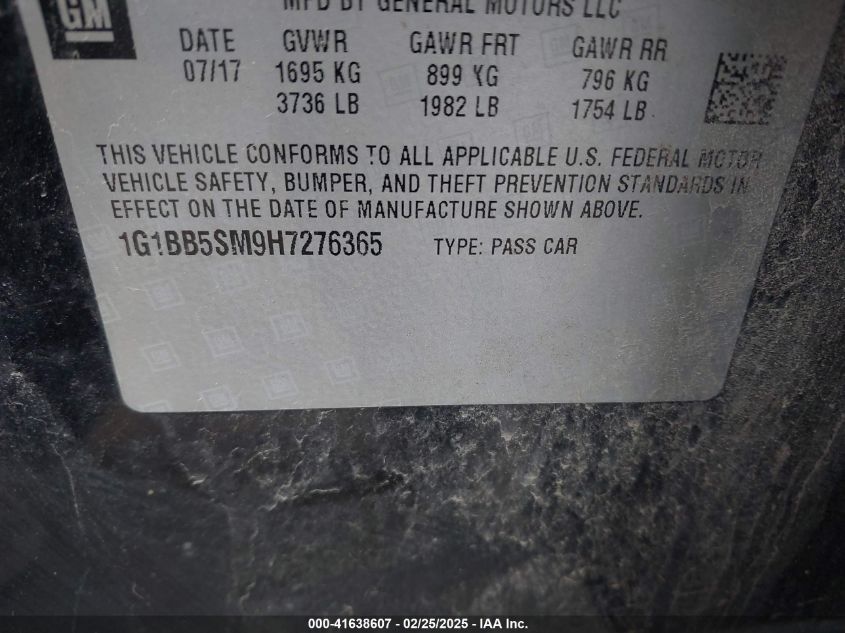 GM
MFD BY GENERAL MOTORS LLC
DATE GVWR GAWR FRT GAWR RR
07/17 1695 KG 899 KG 796 KG
3736 LB 1982 LB 1754 LB
THIS VEHICLE CONFORMS TO ALL APPLICABLE U.S. FEDERAL MOTOR
VEHICLE SAFETY, BUMPER, AND THEFT PREVENTION STANDARDS IN
EFFECT ON THE DATE OF MANUFACTURE SHOWN ABOVE.
1G1BB5SM9H7276365 TYPE: PASS CAR
000-41638607 / 02/25/2025 - IAA Inc.